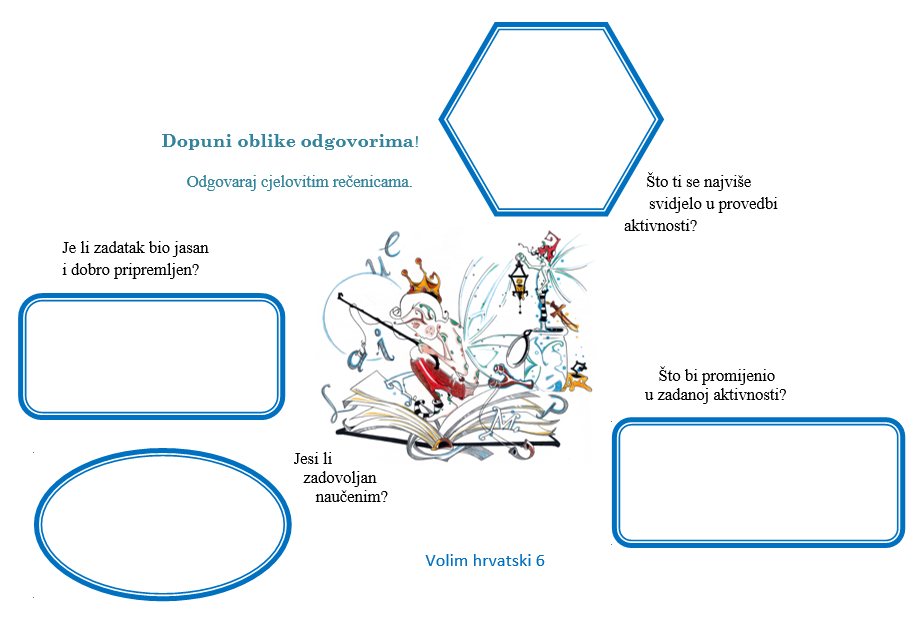 Dopuni oblike odgovorima!
Odgovaraj cjelovitim rečenicama.
Što ti se najviše
svidjelo u provedbi
aktivnosti?
Je li zadatak bio jasan
i dobro pripremljen?
Što bi promijenio
u zadanoj aktivnosti?
Jesi li
zadovoljan
naučenim?
Volim hrvatski 6